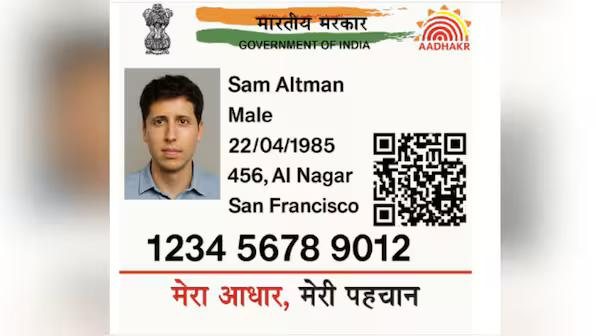 मारतीय मरकार
GOVERNMENT OF INDIA
AADHAKR
Sam Altman
Male
22/04/1985
456, AI Nagar
San Francisco
1234 5678 9012
मेरा आधार, मेरी पहचान